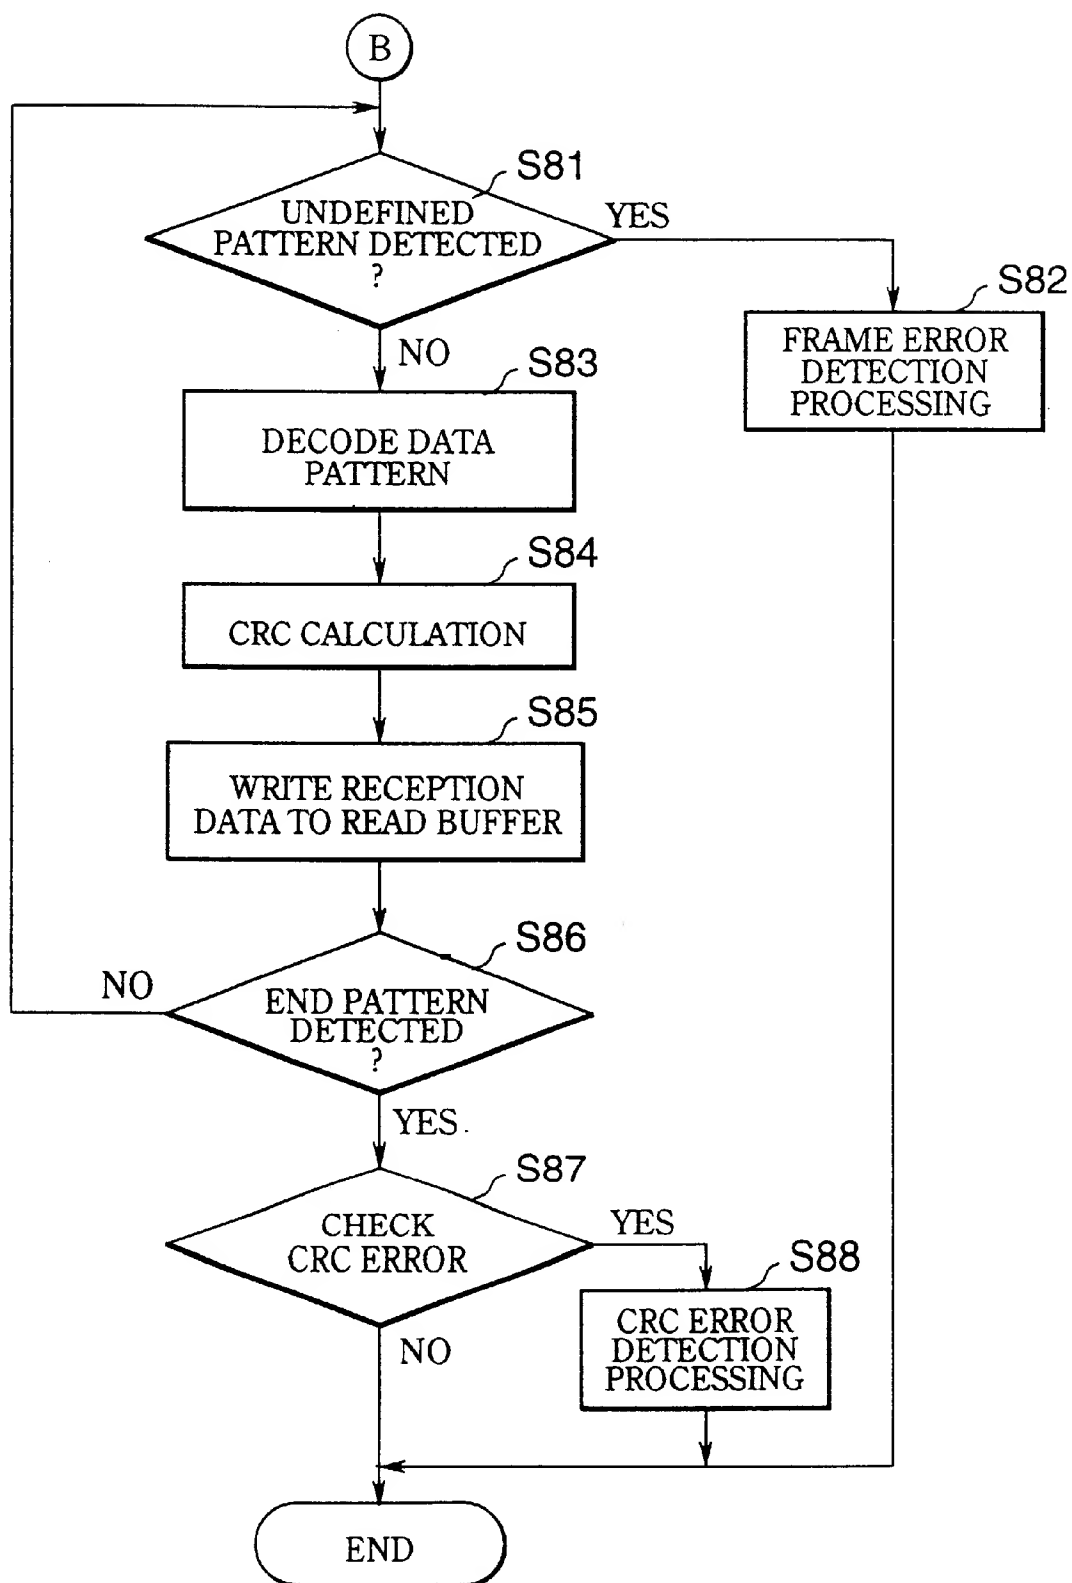 B
S81
UNDEFINED
PATTERN DETECTED
?
YES
S82
FRAME ERROR
DETECTION
PROCESSING
NO
S83
DECODE DATA
PATTERN
S84
CRC CALCULATION
S85
WRITE RECEPTION
DATA TO READ BUFFER
S86
NO
END PATTERN
DETECTED
?
YES
S87
CHECK
CRC ERROR
YES
S88
CRC ERROR
DETECTION
PROCESSING
NO
END